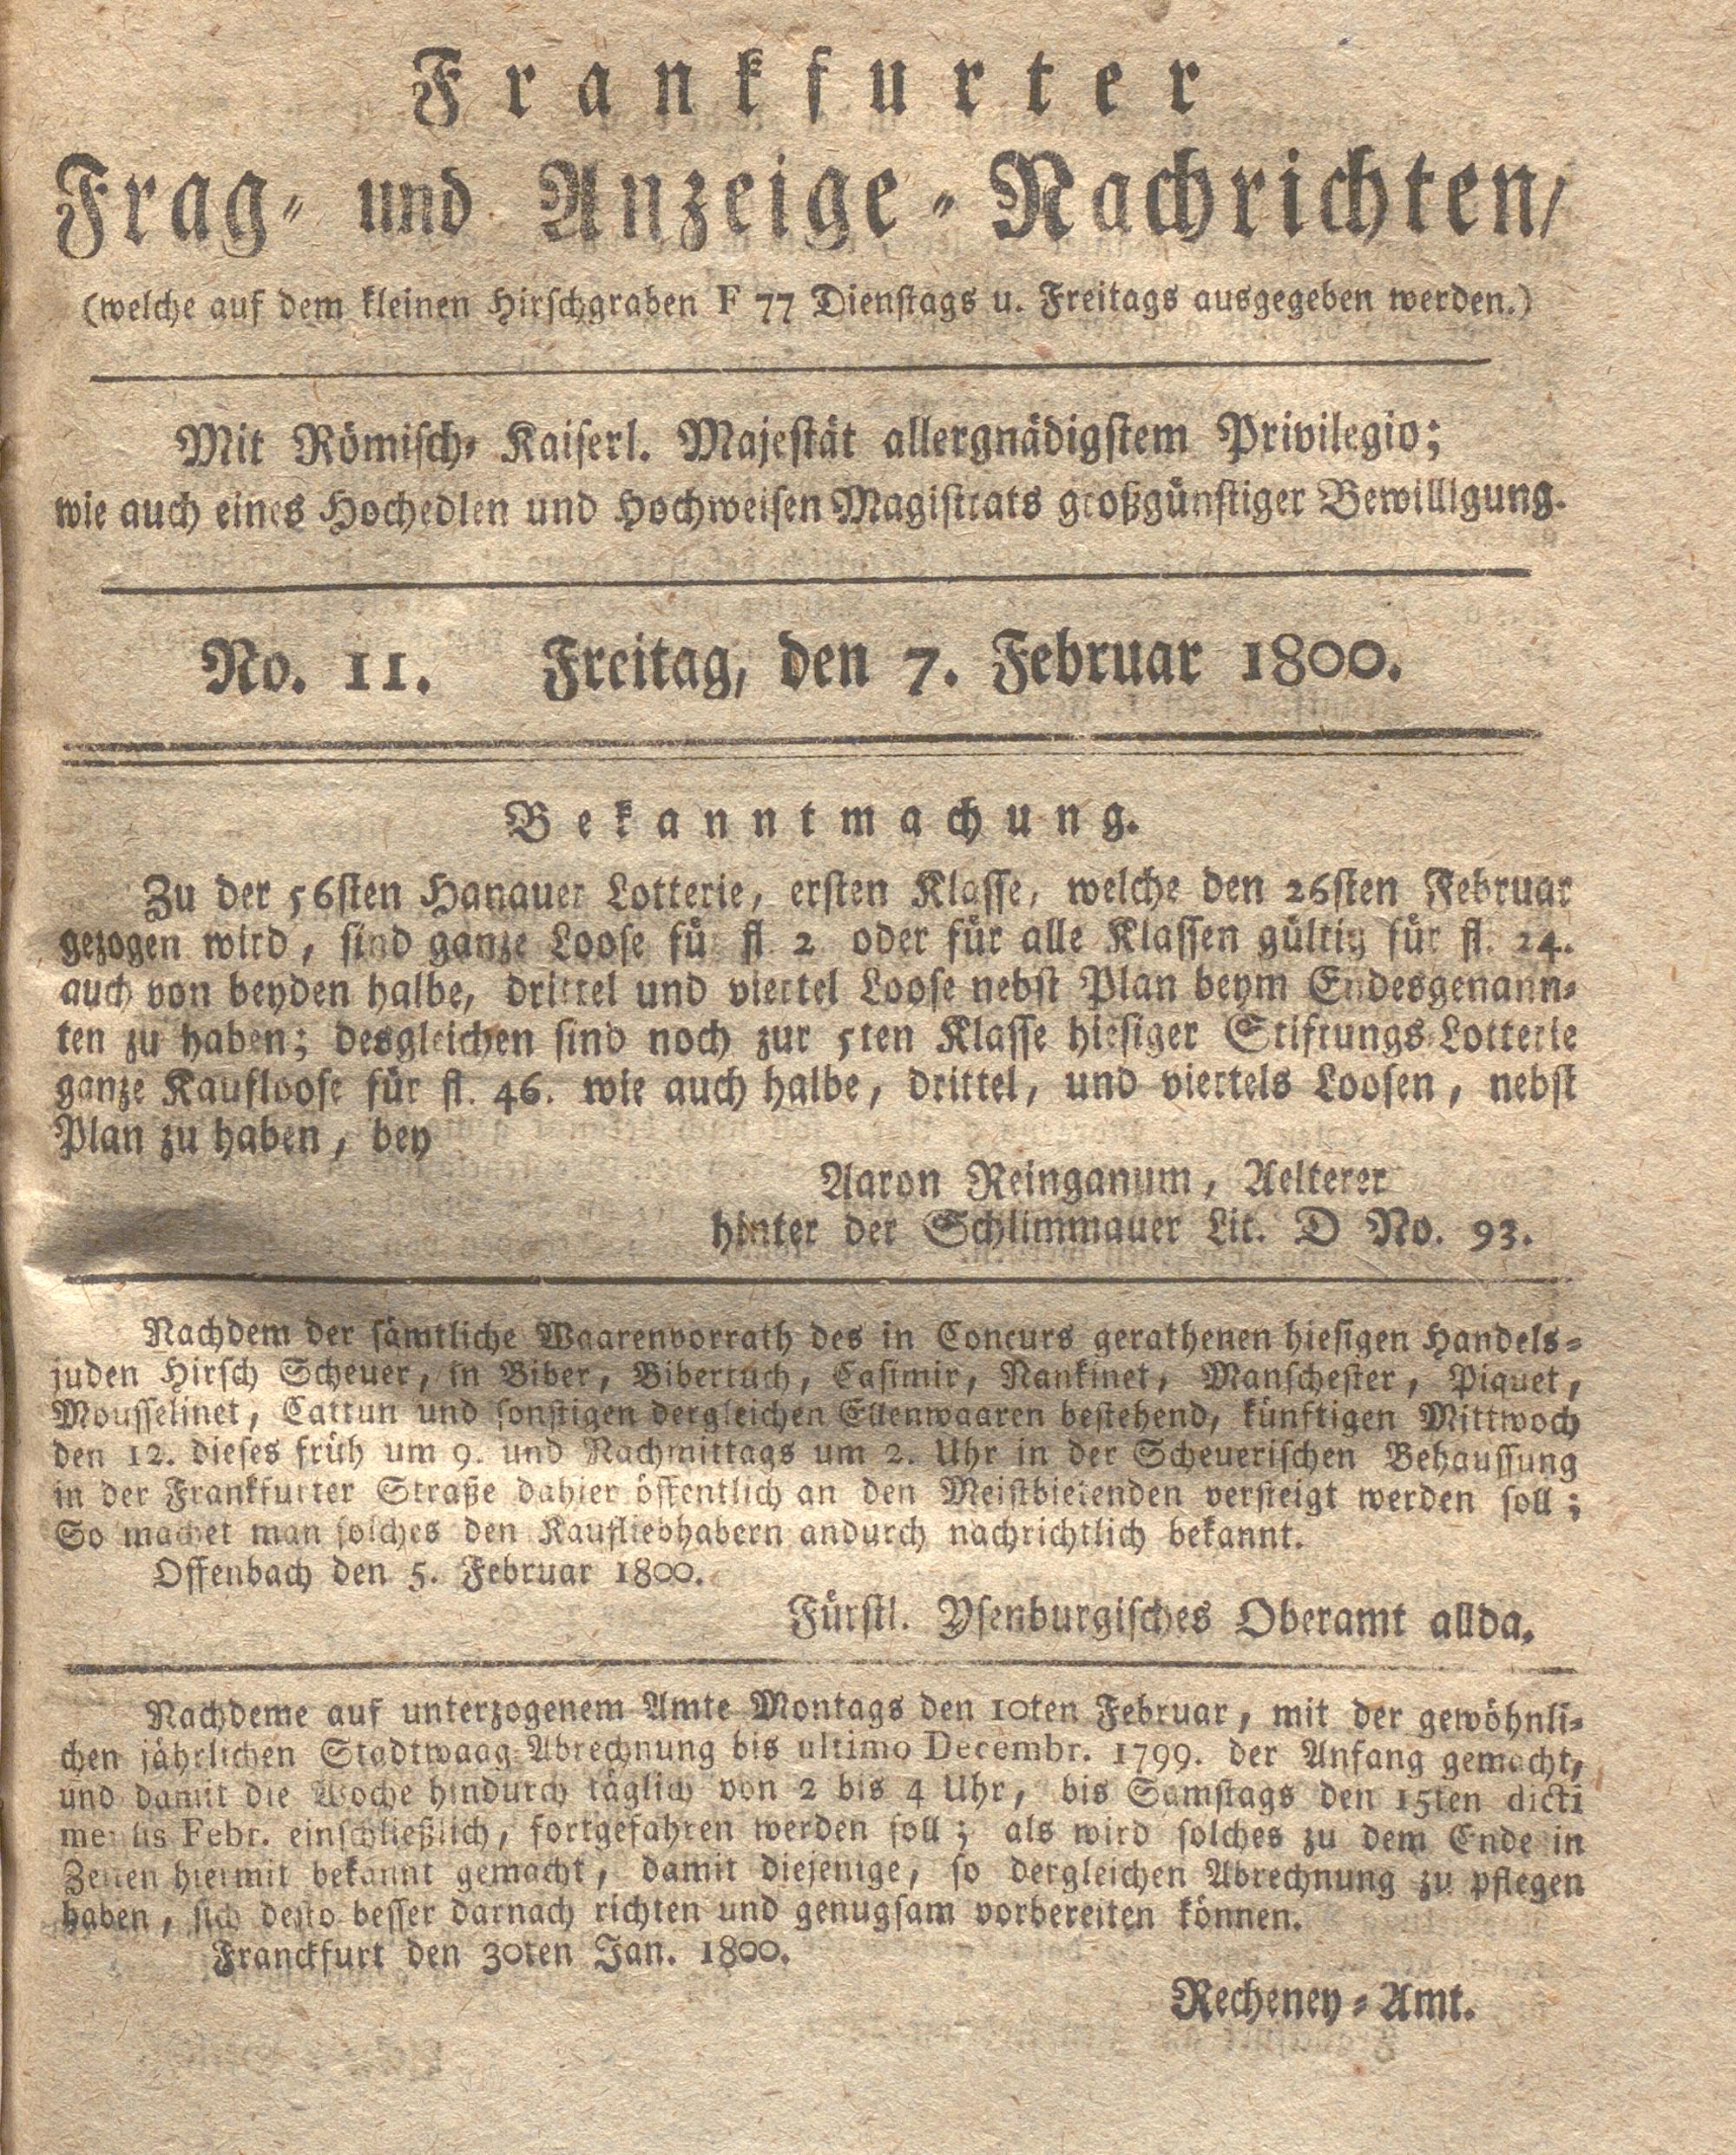 Frankfurter
Frag- und Anzeige-Nachrichten/
(welche auf dem kleinen Hirschgraben F 77 Dienstags u. Freitags ausgegeben werden.)
Mit Römisch- Kaiserl. Majestät allergnädigstem Privilegio;
wie auch eines Hochedlen und Hochweisen Magistrats großgünstiger Bewilligung.
No. 11. Freitag, den 7. Februar 1800.
Bekanntmachung.
Zu der 56sten Hanauer Lotterie, ersten Klasse, welche den 26sten Februar
gezogen wird, sind ganze Loose für fl 2 oder für alle Klassen gültig für fl. 24.
auch von beyden halbe, drittel und viertel Loose nebst Plan beym Endesgenann-
ten zu haben; desgleichen sind noch zur 5ten Klasse hiesiger Stiftungs-Lotterie
ganze Kaufloose für fl. 46. wie auch halbe, drittel, und viertels Loosen, nebst
Plan zu haben, bey
Aaron Reinganum, Aelterer
hinter der Schlimmauer Lit. D No. 93.
Nachdem der sämtliche Waarenvorrath des in Concurs gerathenen hiesigen Handels-
juden Hirsch Scheuer, in Biber, Bibertuch, Casimir, Nankinet, Manschester, Piquet,
Mousselinet, Cattun und sonstigen dergleichen Ellenwaaren bestehend, künftigen Mittwoch
den 12. dieses früh um 9. und Nachmittags um 2. Uhr in der Scheuerischen Behaussung
in der Frankfurter Straße dahier öffentlich an den Meistbietenden versteigt werden soll;
So machet man solches den Kaufliebhabern andurch nachrichtlich bekannt.
Offenbach den 5. Februar 1800.
Fürstl. Ysenburgisches Oberamt allda.
Nachdeme auf unterzogenem Amte Montags den 10ten Februar, mit der gewöhnli-
chen jährlichen Stadtwaag-Abrechnung bis ultimo Decembr. 1799. der Anfang gemacht,
und damit die Woche hindurch täglich von 2 bis 4 Uhr, bis Samstags den 15ten dicti
mensis Febr. einschließlich, fortgefahren werden soll; als wird solches zu dem Ende in
Zeiten hiermit bekannt gemacht, damit diejenige, so dergleichen Abrechnung zu pflegen
haben, sich desto besser darnach richten und genugsam vorbereiten können.
Franckfurt den 30ten Jan. 1800.
Recheney-Amt.